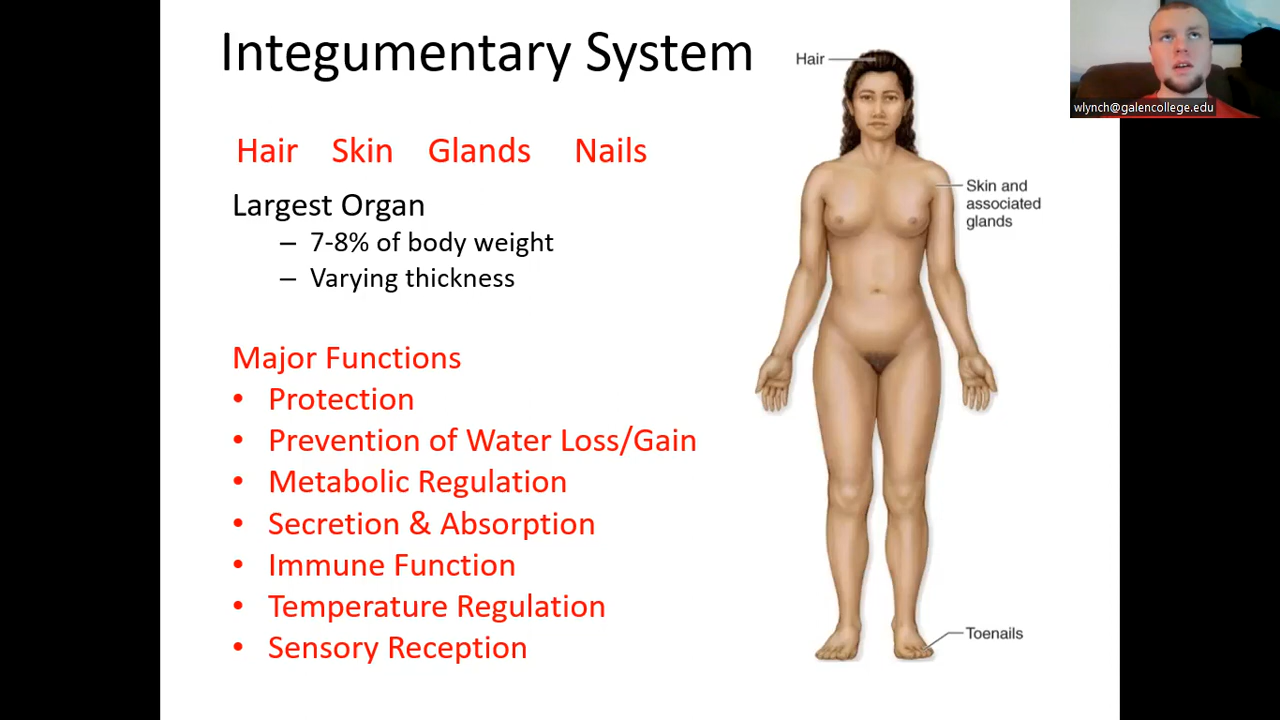 Integumentary System
Hair Skin Glands Nails
Largest Organ
– 7-8% of body weight
– Varying thickness
Major Functions
• Protection
• Prevention of Water Loss/Gain
• Metabolic Regulation
• Secretion & Absorption
• Immune Function
• Temperature Regulation
• Sensory Reception
Hair
Skin and
associated
glands
Toenails
wlynch@galencollege.edu